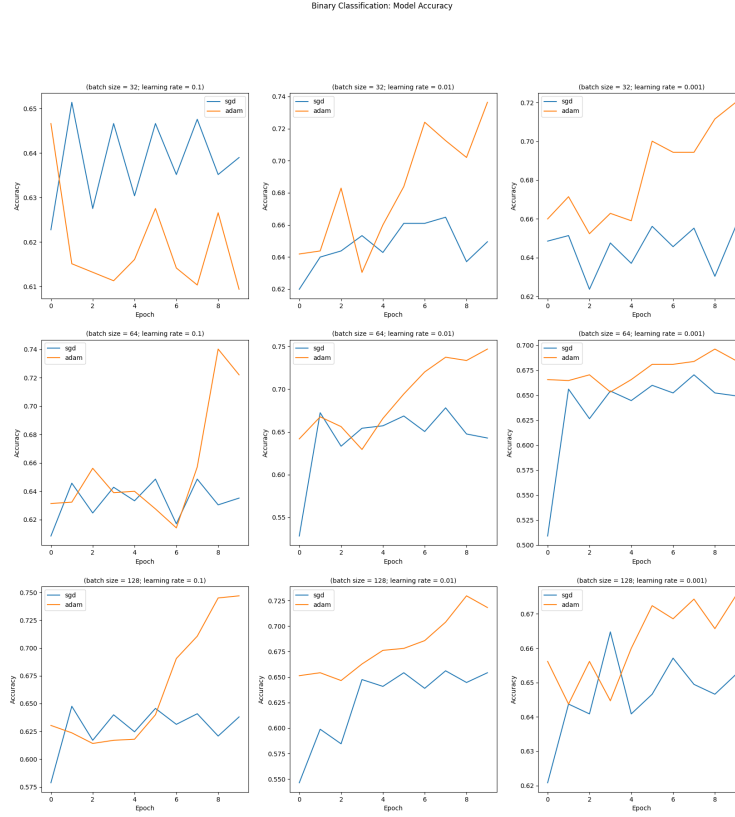 Binary Classification: Model Accuracy
(batch size = 32; learning rate = 0.1)
sgd
adam
0.65
0.64
0.63
0.62
0.61
Accuracy
0 2 4 6 8
Epoch
(batch size = 32; learning rate = 0.01)
sgd
adam
0.74
0.72
0.70
0.68
0.66
0.64
0.62
Accuracy
0 2 4 6 8
Epoch
(batch size = 32; learning rate = 0.001)
sgd
adam
0.72
0.70
0.68
0.66
0.64
0.62
Accuracy
0 2 4 6 8
Epoch
(batch size = 64; learning rate = 0.1)
sgd
adam
0.74
0.72
0.70
0.68
0.66
0.64
0.62
Accuracy
0 2 4 6 8
Epoch
(batch size = 64; learning rate = 0.01)
sgd
adam
0.75
0.70
0.65
0.60
0.55
Accuracy
0 2 4 6 8
Epoch
(batch size = 64; learning rate = 0.001)
sgd
adam
0.700
0.675
0.650
0.625
0.600
0.575
0.550
0.525
0.500
Accuracy
0 2 4 6 8
Epoch
(batch size = 128; learning rate = 0.1)
sgd
adam
0.750
0.725
0.700
0.675
0.650
0.625
0.600
0.575
Accuracy
0 2 4 6 8
Epoch
(batch size = 128; learning rate = 0.01)
sgd
adam
0.725
0.700
0.675
0.650
0.625
0.600
0.575
0.550
Accuracy
0 2 4 6 8
Epoch
(batch size = 128; learning rate = 0.001)
sgd
adam
0.67
0.66
0.65
0.64
0.63
0.62
Accuracy
0 2 4 6 8
Epoch